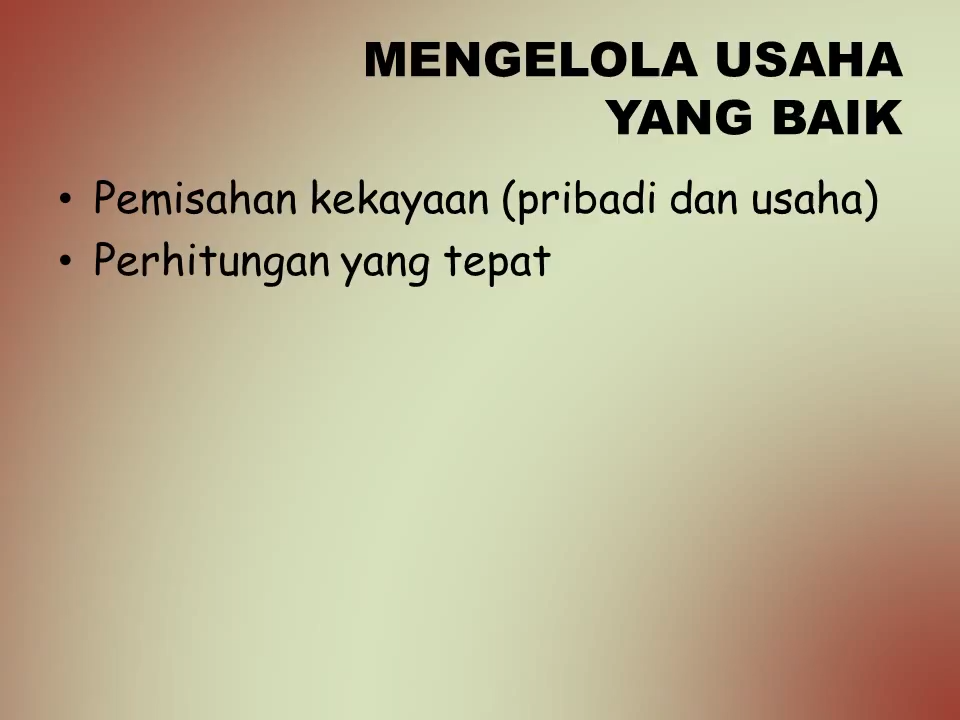 MENGELOLA USAHA
YANG BAIK
• Pemisahan kekayaan (pribadi dan usaha)
• Perhitungan yang tepat